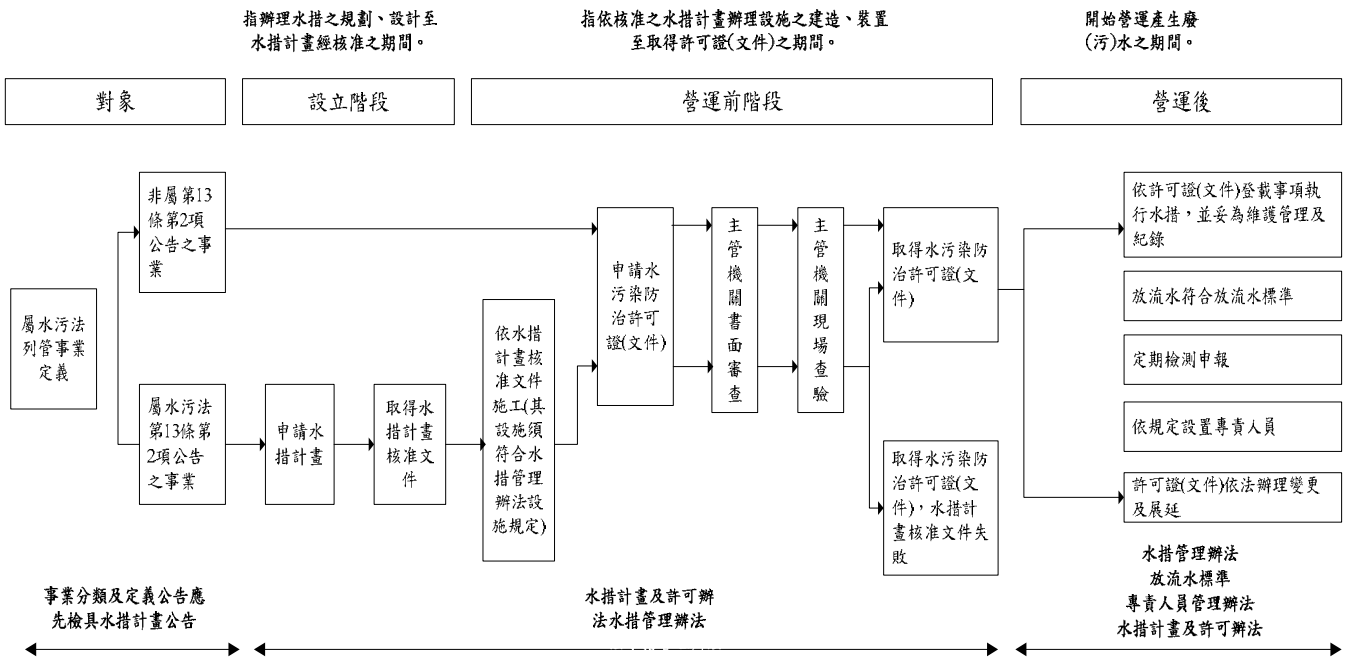 指辦理水措之規劃、設計至
水措計畫經核准之期間。
指依核准之水措計畫辦理設施之建造、裝置
至取得許可證(文件)之期間。
開始營運產生廢
(污)水之期間。
對象
設立階段
營運前階段
營運後
屬水污法
列管事業
定義
非屬第13
條第2項
公告之事
業
屬水污法
第13條第
2項公告
之事業
申請水
措計畫
取得水
措計畫
核准文
件
依水措
計畫核
准文件
施工(其
設施須
符合水
措管理
辦法設
施規定)
申請水
污染防
治許可
證(文件)
主
管
機
關
書
面
審
查
主
管
機
關
現
場
查
驗
取得水污染防
治許可證(文
件)
取得水污染防
治許可證(文
件)，水措計
畫核准文件失
敗
依許可證(文件)登載事項執
行水措，並妥為維護管理及
紀錄
放流水符合放流水標準
定期檢測申報
依規定設置專責人員
許可證(文件)依法辦理變更
及展延
事業分類及定義公告應
先檢具水措計畫公告
水措計畫及許可辦
法水措管理辦法
水措管理辦法
放流水標準
專責人員管理辦法
水措計畫及許可辦法